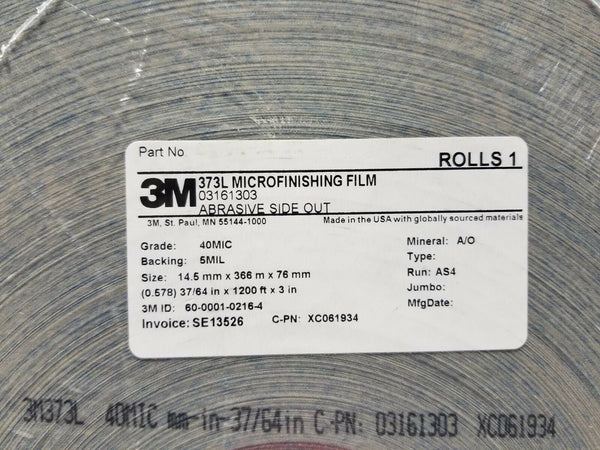 Part No
ROLLS 1
3M 373L MICROFINISHING FILM
03161303
ABRASIVE SIDE OUT
3M, St. Paul, MN 55144-1000 Made in the USA with globally sourced materials
Grade: 40MIC Mineral: A/O
Backing: 5MIL Type:
Size: 14.5 mm x 366 m x 76 mm Run: AS4
(0.578) 37/64 in x 1200 ft x 3 in Jumbo:
3M ID: 60-0001-0216-4 MfgDate:
Invoice: SE13526 C-PN: XC061934
3M373L 40MIC mm-in-37/64in C-PN: 03161303 XC061934